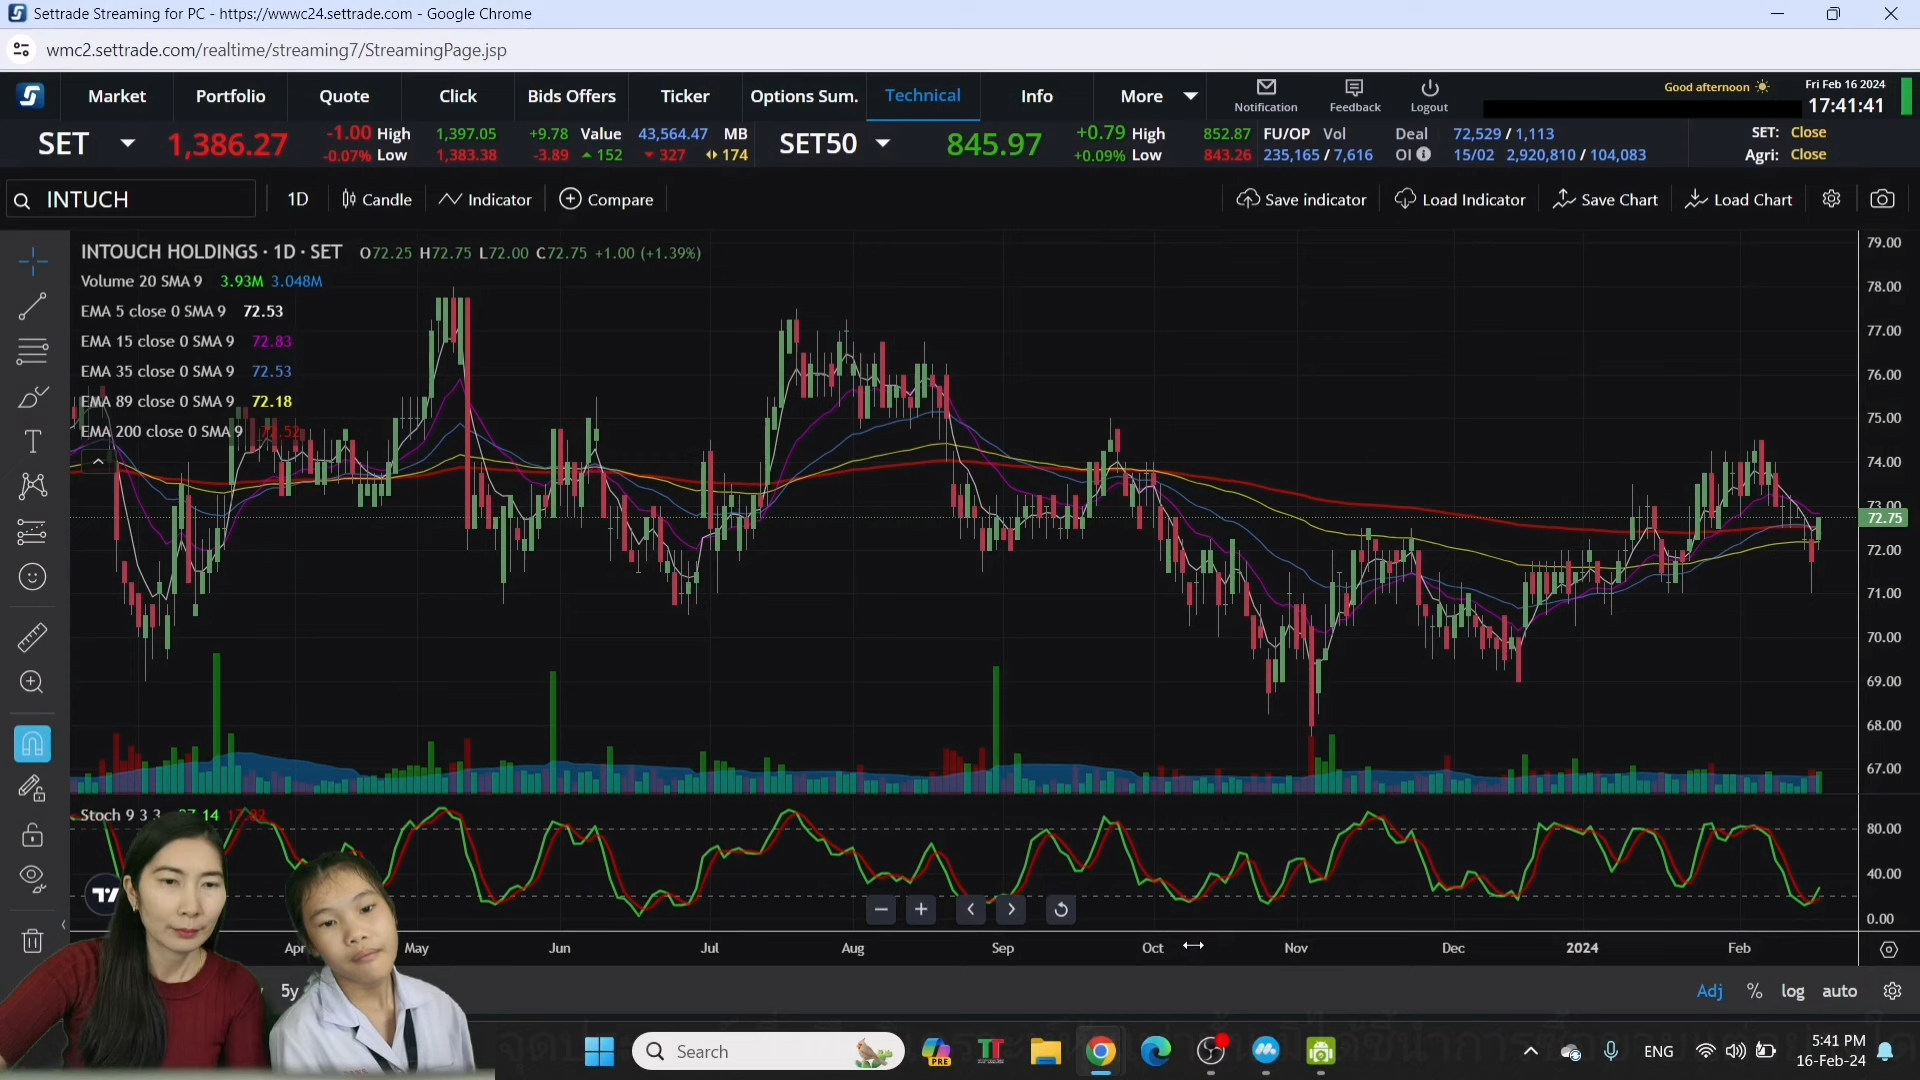 Settrade Streaming for PC - https://wwwc24.settrade.com - Google Chrome
wmc2.settrade.com/realtime/streaming7/StreamingPage.jsp
Market Portfolio Quote Click Bids Offers Ticker Options Sum. Technical Info More Notification Feedback Logout
Good afternoon Fri Feb 16 2024
17:41:41
SET 1,386.27 -1.00 High 1,397.05 +9.78 Value 43,564.47 MB SET50 845.97 +0.79 High 852.87 FU/OP Vol Deal 72,529 / 1,113 SET: Close
-0.07% Low 1,383.38 -3.89 152 327 174 +0.09% Low 843.26 235,165 / 7,616 OI 15/02 2,920,810 / 104,083 Agri: Close
INTUCH 1D Candle Indicator Compare Save indicator Load Indicator Save Chart Load Chart
INTOUCH HOLDINGS · 1D · SET O72.25 H72.75 L72.00 C72.75 +1.00 (+1.39%)
Volume 20 SMA 9 3.93M 3.048M
EMA 5 close 0 SMA 9 72.53
EMA 15 close 0 SMA 9 72.83
EMA 35 close 0 SMA 9 72.53
EMA 89 close 0 SMA 9 72.18
EMA 200 close 0 SMA 9 72.52
79.00
78.00
77.00
76.00
75.00
74.00
73.00
72.75
72.00
71.00
70.00
69.00
68.00
67.00
Stoch 9 3 3
80.00
40.00
0.00
Apr May Jun Jul Aug Sep Oct Nov Dec 2024 Feb
5y Adj % log auto
Search PRE ENG 5:41 PM
16-Feb-24